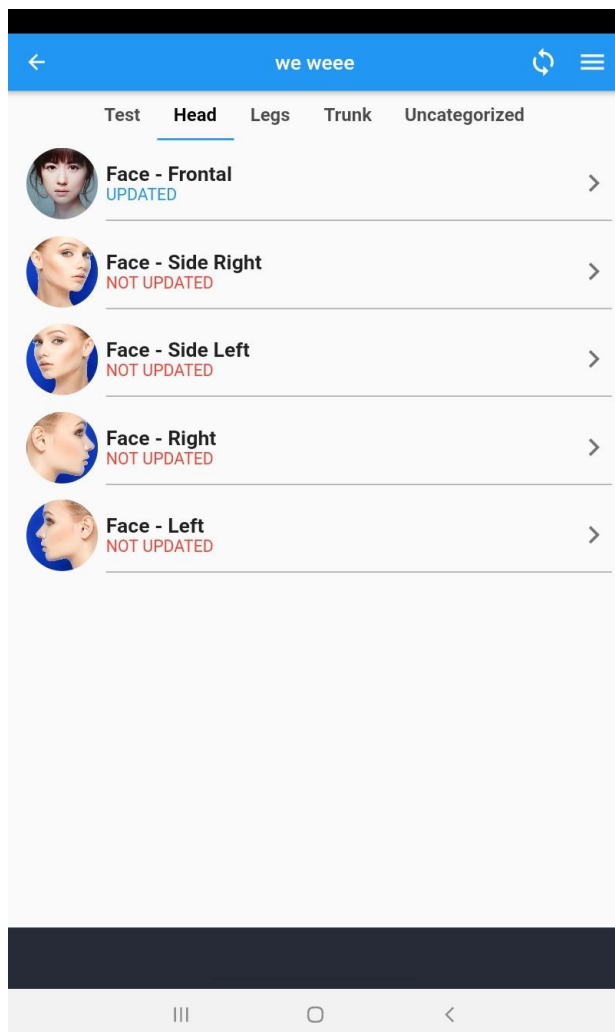 we weee
Test Head Legs Trunk Uncategorized
Face - Frontal
UPDATED
Face - Side Right
NOT UPDATED
Face - Side Left
NOT UPDATED
Face - Right
NOT UPDATED
Face - Left
NOT UPDATED